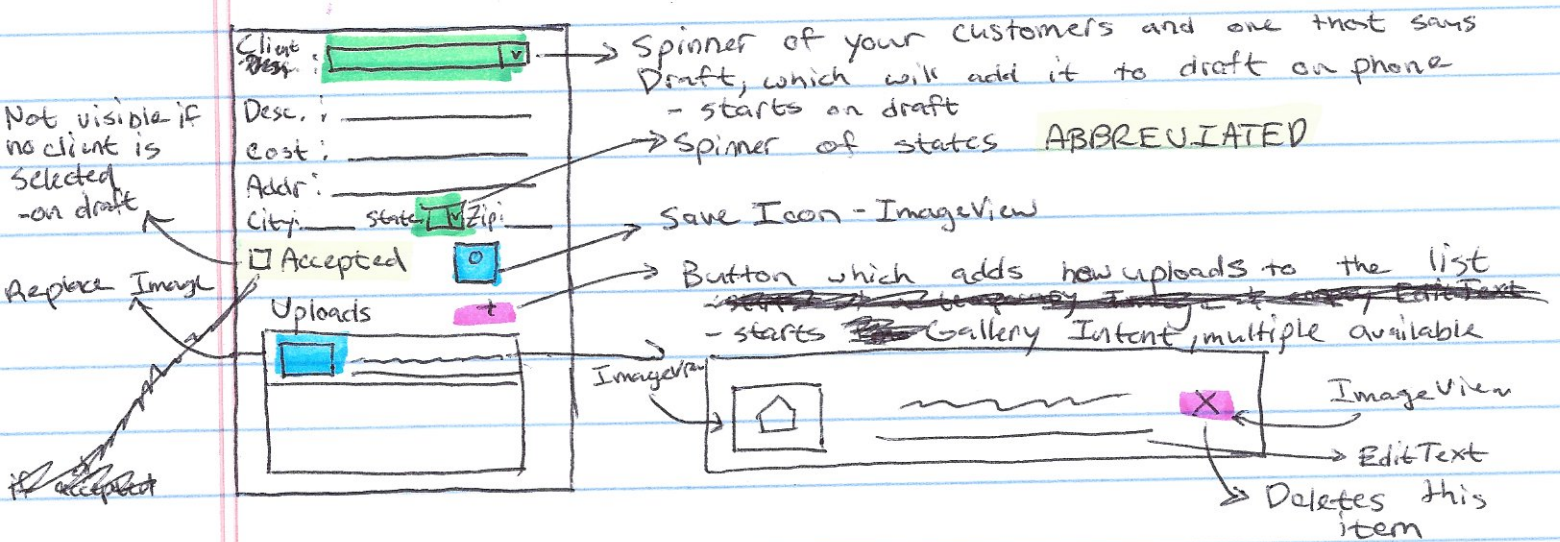 Client :
Spinner of your customers and one that says
Draft, which will add it to draft on phone
- starts on draft
Spinner of states ABBREVIATED
Not visible if
no client is
selected
-on draft
Desc. :
Cost :
Addr :
City: State Zip:
Accepted
Save Icon - ImageView
Replace Image
Uploads +
Button which adds new uploads to the list
- starts Gallery Intent, multiple available
ImageView
X
ImageView
EditText
Deletes this
item
if accepted